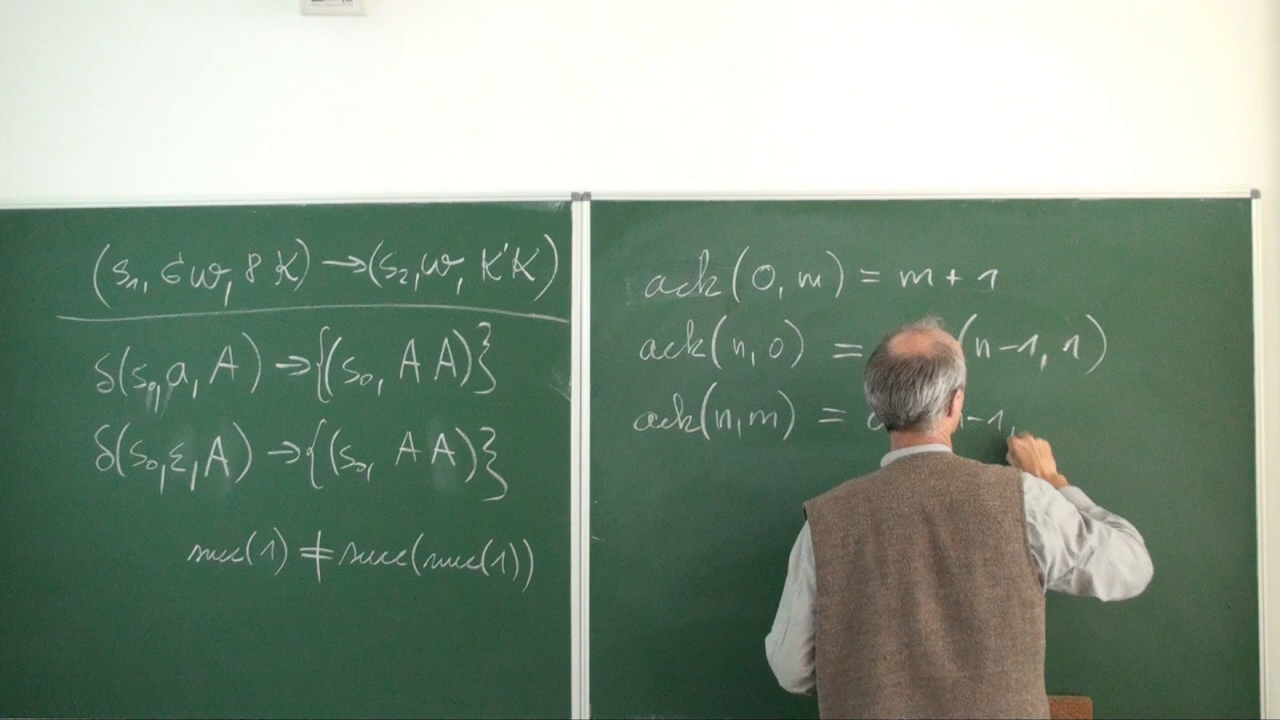 (s₁, σw, γK) → (s₂, w, K'K)
δ(s₀, a, A) → {(s₀, AA)}
δ(s₀, ε, A) → {(s₀, AA)}
succ(1) ≠ succ(succ(1))
ack(0, m) = m + 1
ack(n, 0) = (n-1, 1)
ack(n, m) = -1,